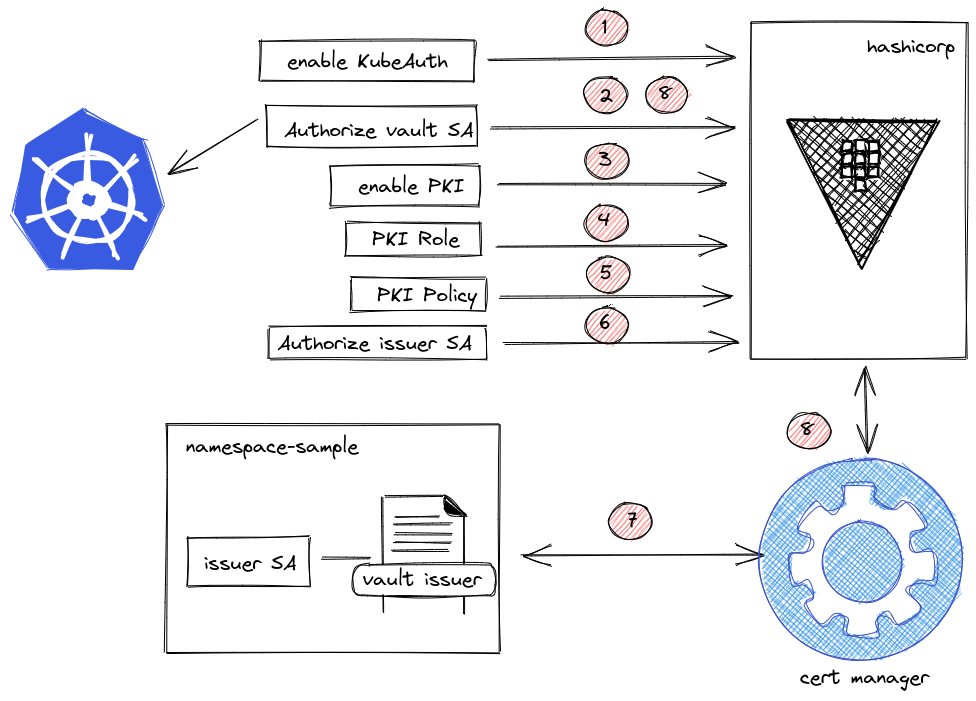 1
hashicorp
enable KubeAuth
2
8
Authorize vault SA
3
enable PKI
4
PKI Role
5
PKI Policy
6
Authorize issuer SA
8
namespace-sample
7
issuer SA
vault issuer
cert manager